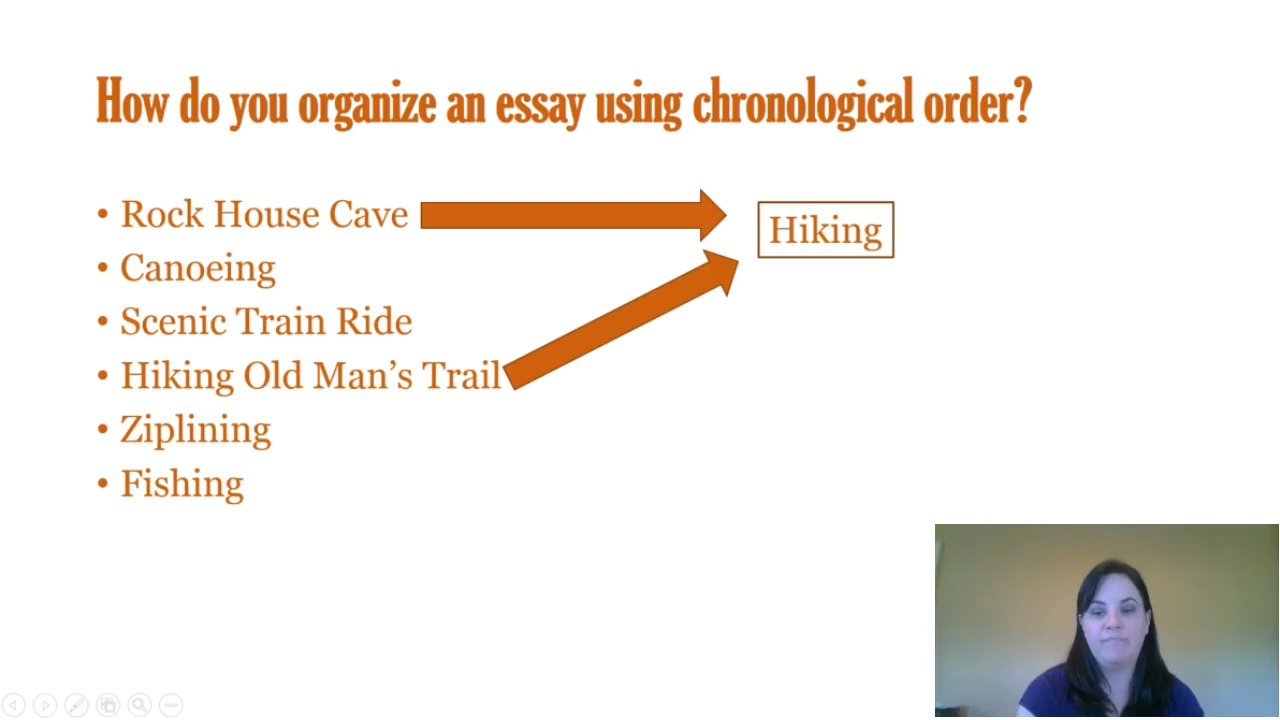 How do you organize an essay using chronological order?
• Rock House Cave
Hiking
• Canoeing
• Scenic Train Ride
• Hiking Old Man’s Trail
• Ziplining
• Fishing